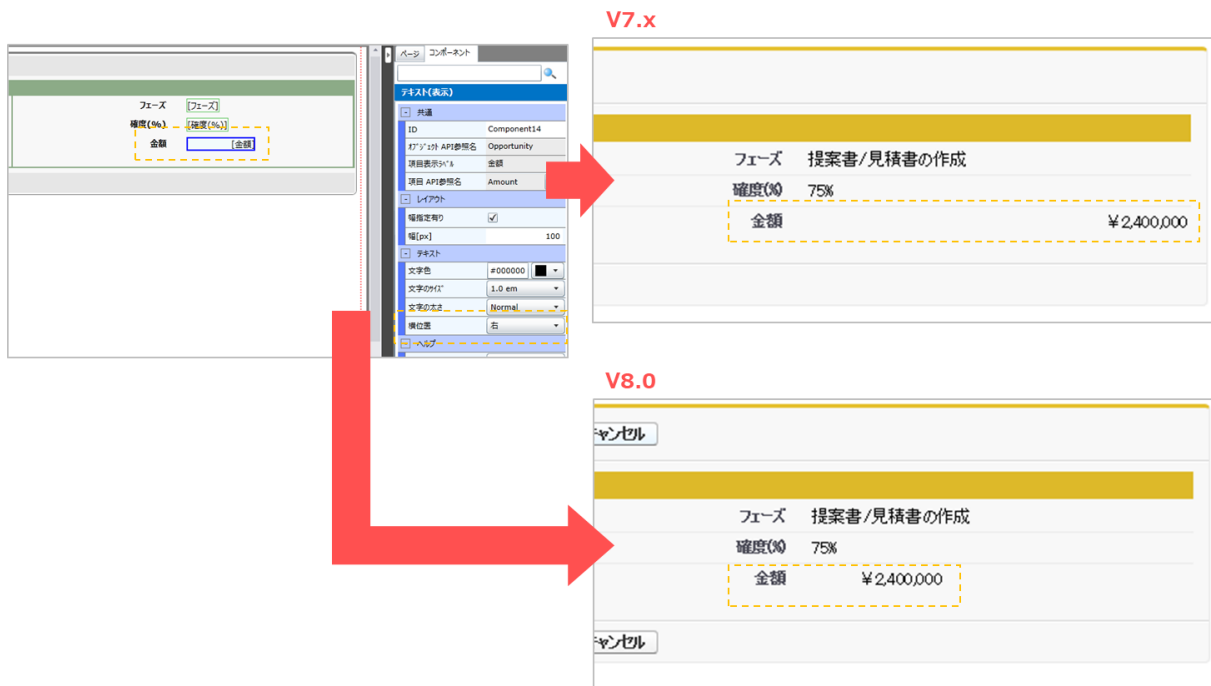 V7.x
ページ コンポーネント
テキスト(表示)
共通
ID Component14
ｵﾌﾞｼﾞｪｸﾄ API参照名 Opportunity
項目表示ﾗﾍﾞﾙ 金額
項目 API参照名 Amount
レイアウト
幅指定有り
幅[px] 100
テキスト
文字色 #000000
文字のｻｲｽﾞ 1.0 em
文字の太さ Normal
横位置 右
ヘルプ
フェーズ [フェーズ]
確度(%) [確度(%)]
金額 [金額]
フェーズ 提案書/見積書の作成
確度(%) 75%
金額 ¥2,400,000
V8.0
キャンセル
フェーズ 提案書/見積書の作成
確度(%) 75%
金額 ¥2,400,000
キャンセル